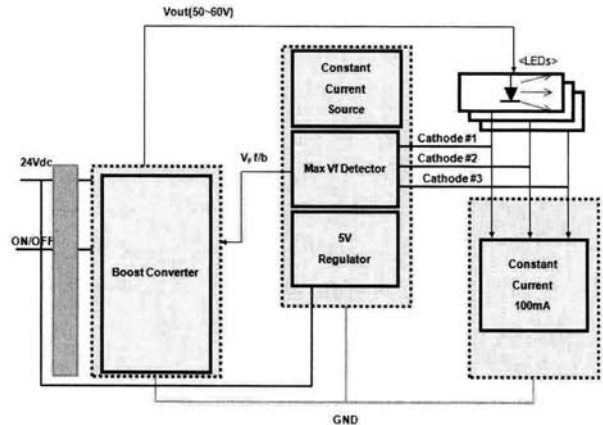 Vout(50~60V)
<LEDs>
Constant
Current
Source
Cathode #1
Cathode #2
Cathode #3
24Vdc
VF f/b
Max Vf Detector
ON/OFF
Boost Converter
5V
Regulator
Constant
Current
100mA
GND